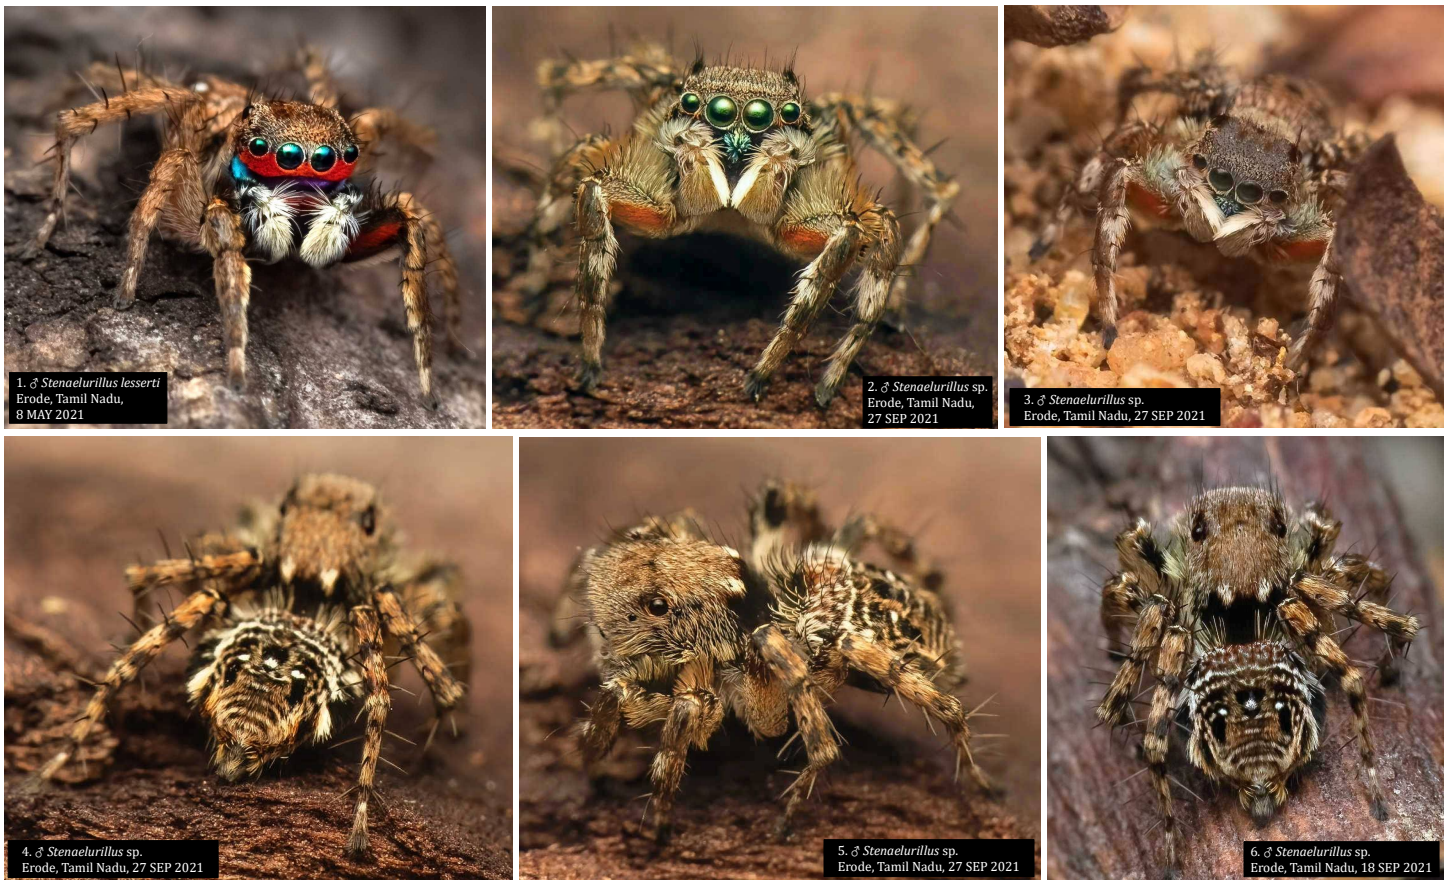 1. ♂ Stenaelurillus lesserti
Erode, Tamil Nadu,
8 MAY 2021
2. ♂ Stenaelurillus sp.
Erode, Tamil Nadu,
27 SEP 2021
3. ♂ Stenaelurillus sp.
Erode, Tamil Nadu, 27 SEP 2021
4. ♂ Stenaelurillus sp.
Erode, Tamil Nadu, 27 SEP 2021
5. ♂ Stenaelurillus sp.
Erode, Tamil Nadu, 27 SEP 2021
6. ♂ Stenaelurillus sp.
Erode, Tamil Nadu, 18 SEP 2021